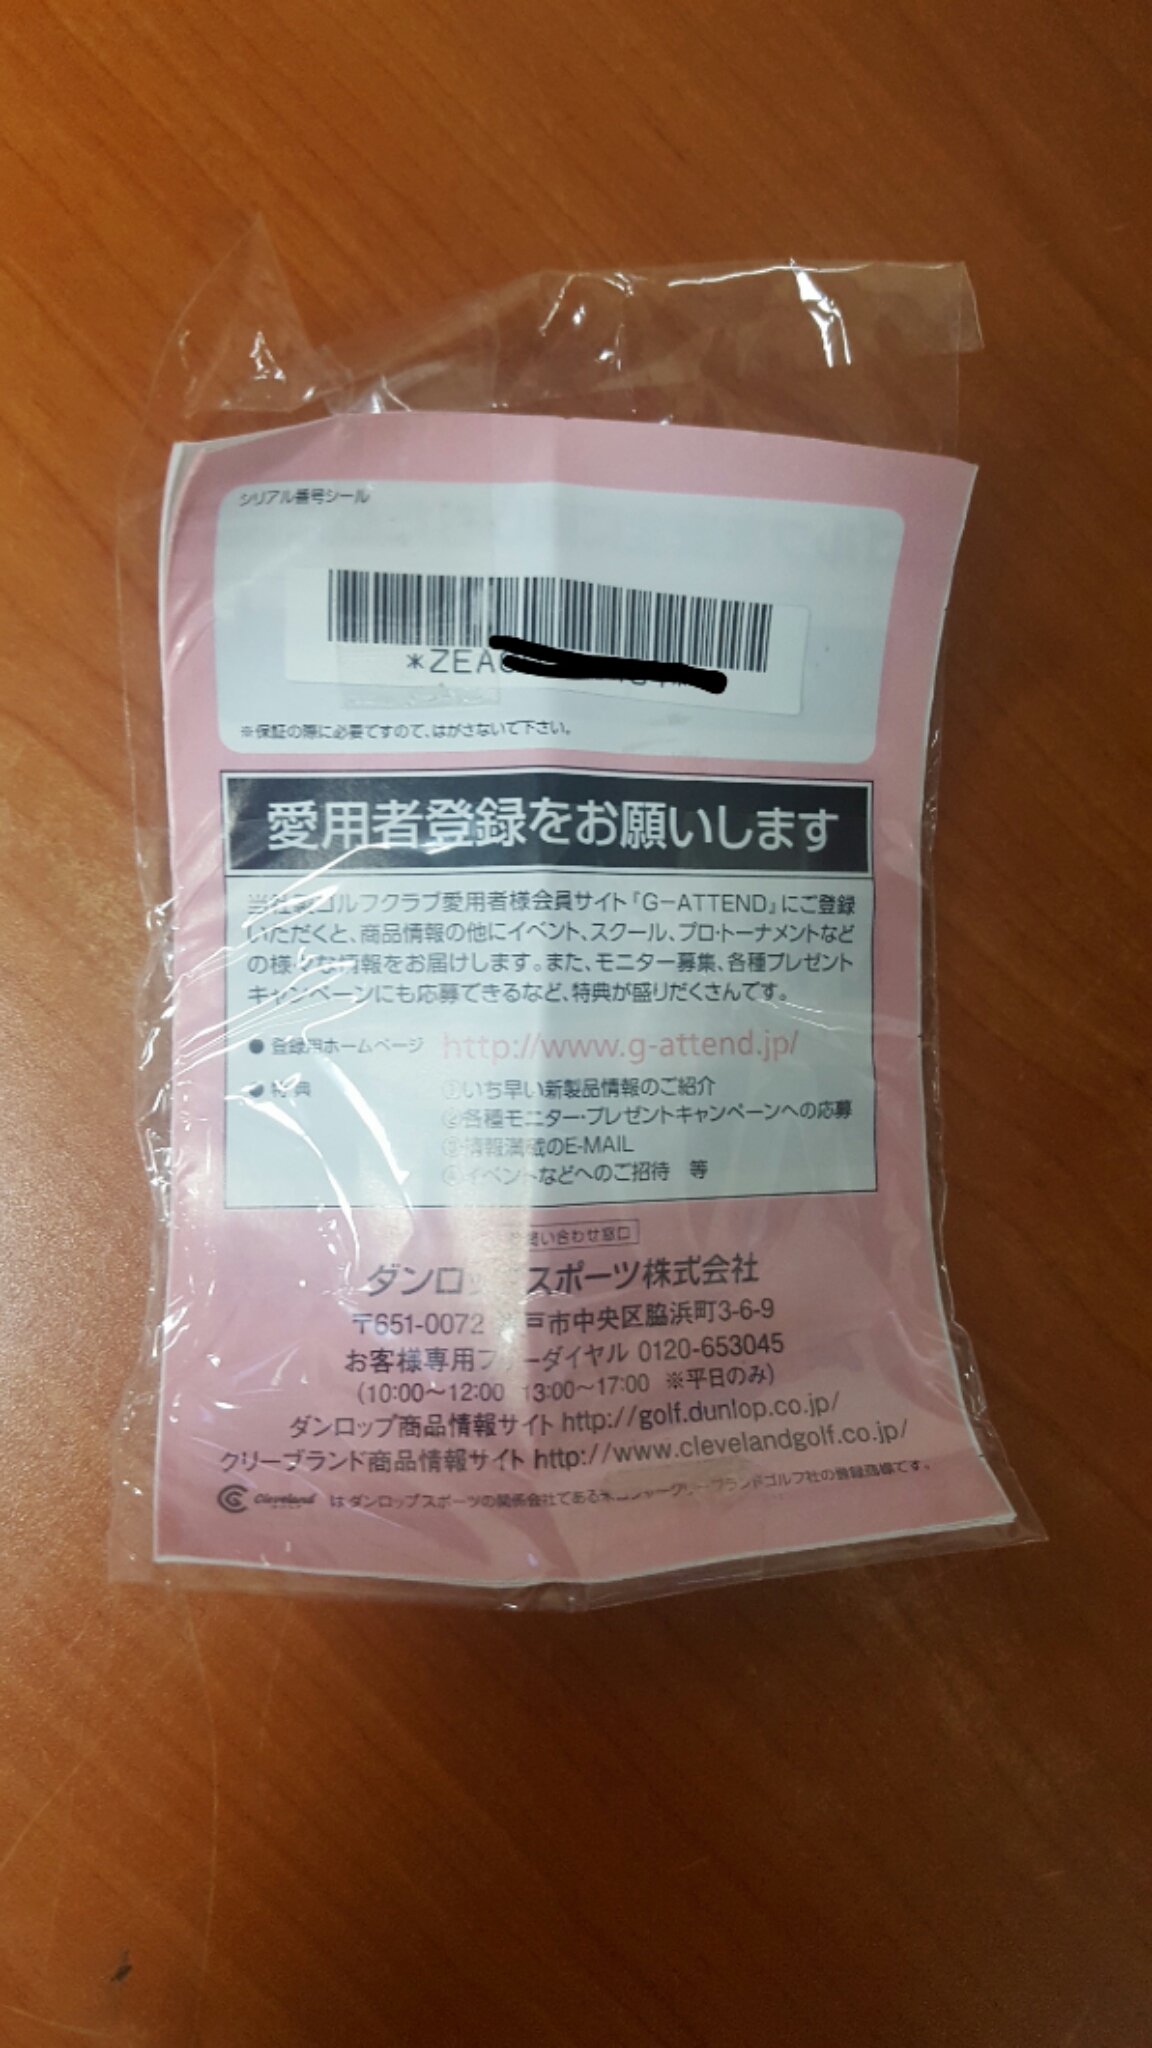 シリアル番号シール
*ZEA
※保証の際に必要ですので、はがさないで下さい。
愛用者登録をお願いします
当社製ゴルフクラブ愛用者様会員サイト「G-ATTEND」にご登録
いただくと、商品情報の他にイベント、スクール、プロ・トーナメントなど
の様々な情報をお届けします。また、モニター募集、各種プレゼント
キャンペーンにも応募できるなど、特典が盛りだくさんです。
● 登録用ホームページ http://www.g-attend.jp/
● 特典 ①いち早い新製品情報のご紹介
②各種モニター・プレゼントキャンペーンへの応募
③情報満載のE-MAIL
④イベントなどへのご招待 等
お問い合わせ窓口
ダンロップスポーツ株式会社
〒651-0072 神戸市中央区脇浜町3-6-9
お客様専用フリーダイヤル 0120-653045
(10:00～12:00 13:00～17:00 ※平日のみ)
ダンロップ商品情報サイト http://golf.dunlop.co.jp/
クリーブランド商品情報サイト http://www.clevelandgolf.co.jp/
Cleveland は ダンロップスポーツの関係会社である クリーブランドゴルフ社の登録商標です。